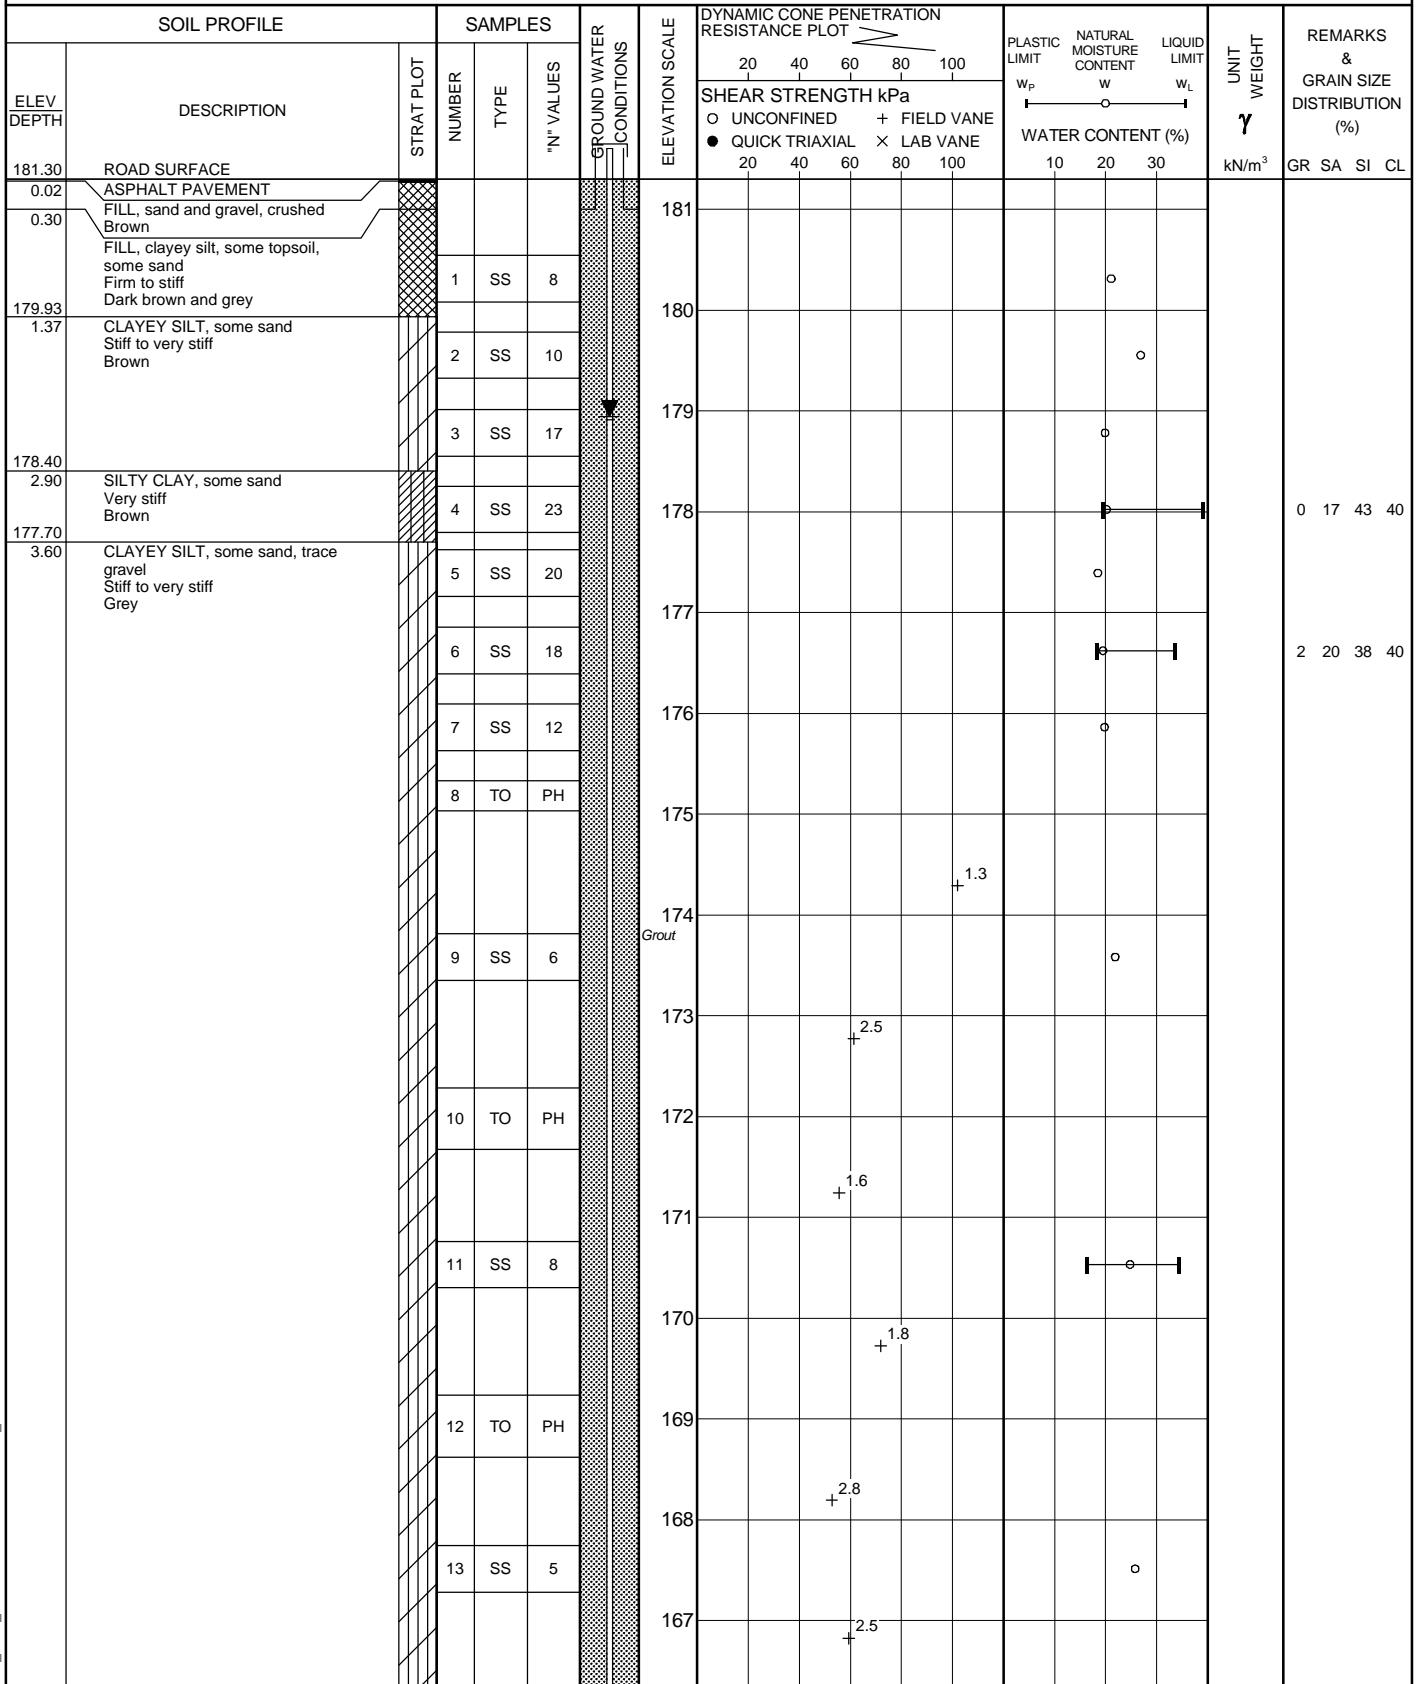 SOIL PROFILE
SAMPLES
GROUND WATER
CONDITIONS
ELEVATION SCALE
DYNAMIC CONE PENETRATION
RESISTANCE PLOT
20 40 60 80 100
SHEAR STRENGTH kPa
O UNCONFINED + FIELD VANE
● QUICK TRIAXIAL × LAB VANE
20 40 60 80 100
PLASTIC
LIMIT
NATURAL
MOISTURE
CONTENT
LIQUID
LIMIT
WP W WL
WATER CONTENT (%)
10 20 30
UNIT
WEIGHT
γ
kN/m³
REMARKS
&
GRAIN SIZE
DISTRIBUTION
(%)
GR SA SI CL
ELEV
DEPTH
DESCRIPTION
STRAT PLOT
NUMBER
TYPE
"N" VALUES
181.30 ROAD SURFACE
0.02 ASPHALT PAVEMENT
0.30 FILL, sand and gravel, crushed
Brown
181
FILL, clayey silt, some topsoil,
some sand
Firm to stiff
Dark brown and grey
1 SS 8
179.93
180
1.37 CLAYEY SILT, some sand
Stiff to very stiff
Brown
2 SS 10
179
3 SS 17
178.40
2.90 SILTY CLAY, some sand
Very stiff
Brown
4 SS 23
178
0 17 43 40
177.70
3.60 CLAYEY SILT, some sand, trace
gravel
Stiff to very stiff
Grey
5 SS 20
177
6 SS 18
2 20 38 40
176
7 SS 12
8 TO PH
175
1.3
174
Grout
9 SS 6
173
2.5
172
10 TO PH
1.6
171
11 SS 8
170
1.8
169
12 TO PH
2.8
168
13 SS 5
167
2.5